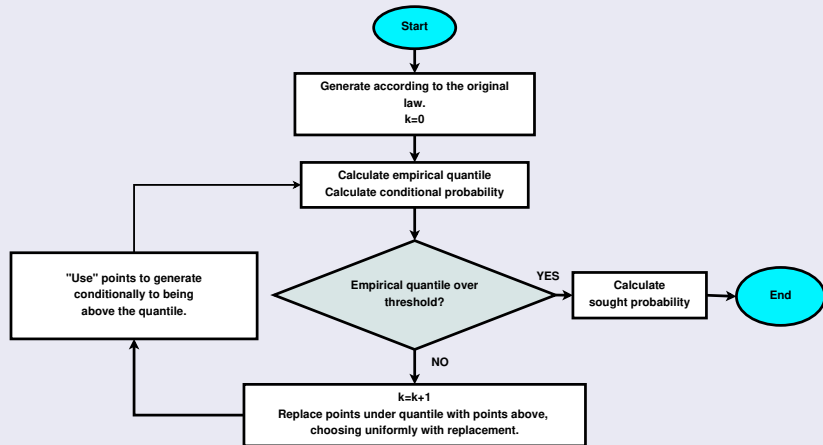 Start
Generate according to the original
law.
k=0
Calculate empirical quantile
Calculate conditional probability
"Use" points to generate
conditionally to being
above the quantile.
Empirical quantile over
threshold?
YES
Calculate
sought probability
End
NO
k=k+1
Replace points under quantile with points above,
choosing uniformly with replacement.